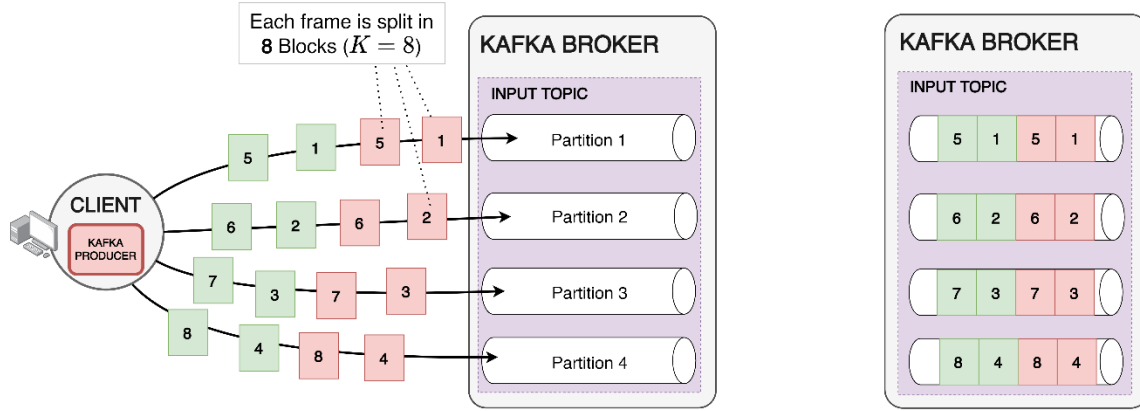 Each frame is split in
8 Blocks (K = 8)
KAFKA BROKER
INPUT TOPIC
5 1 5 1 Partition 1
6 2 6 2 Partition 2
7 3 7 3 Partition 3
8 4 8 4 Partition 4
CLIENT
KAFKA
PRODUCER
KAFKA BROKER
INPUT TOPIC
5 1 5 1
6 2 6 2
7 3 7 3
8 4 8 4